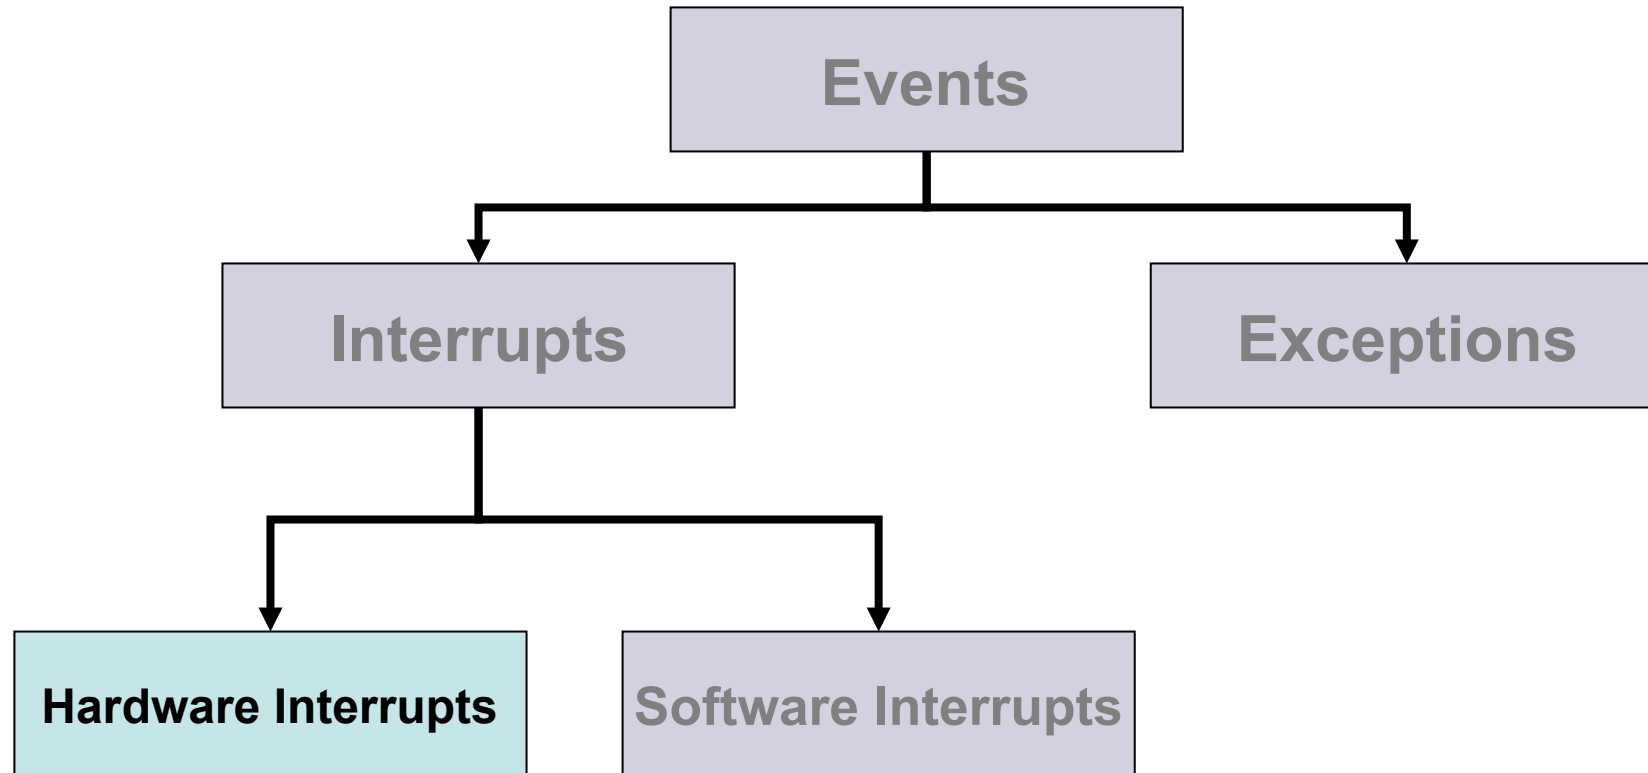 Events
Interrupts
Exceptions
Hardware Interrupts
Software Interrupts